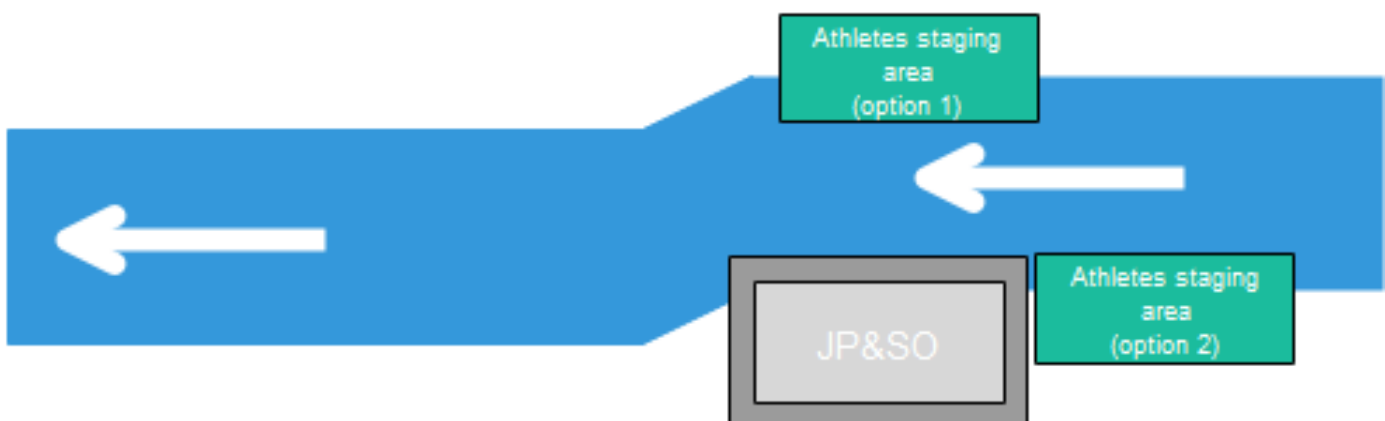 Athletes staging
area
(option 1)
Athletes staging
area
(option 2)
JP&SO